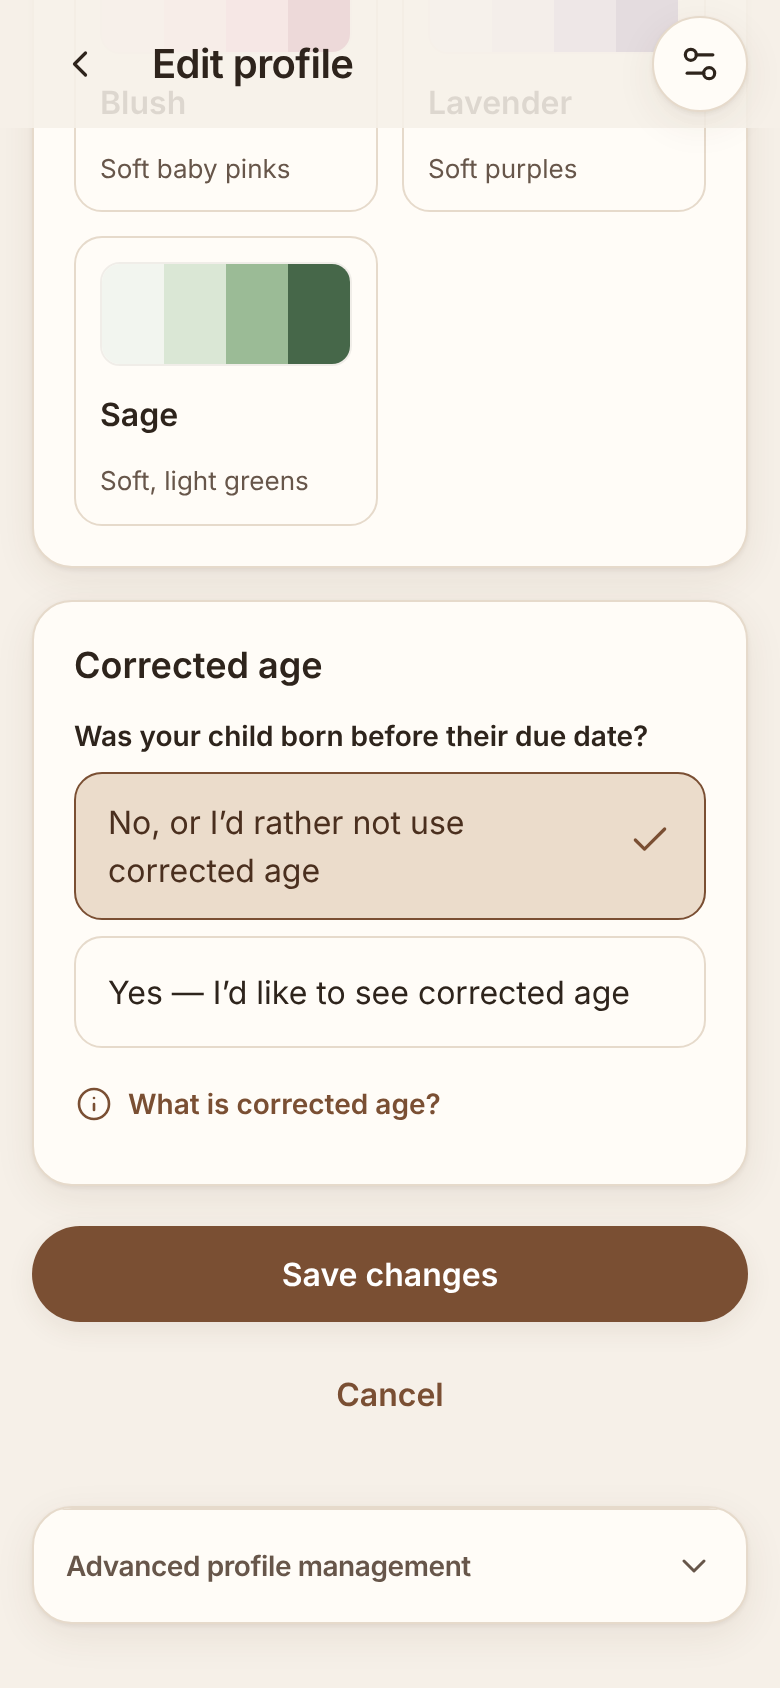 Edit profile
Blush
Lavender
Soft baby pinks
Soft purples
Sage
Soft, light greens
Corrected age
Was your child born before their due date?
No, or I’d rather not use
corrected age
Yes — I’d like to see corrected age
What is corrected age?
Save changes
Cancel
Advanced profile management